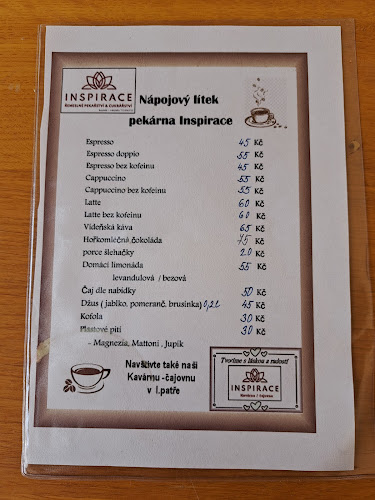 INSPIRACE
ŘEMESLNÉ PEKAŘSTVÍ & CUKRÁŘSTVÍ
Nápojový lítek
pekárna Inspirace
Espresso 45 Kč
Espresso doppio 55 Kč
Espresso bez kofeinu 45 Kč
Cappuccino 55 Kč
Cappuccino bez kofeinu 55 Kč
Latte 60 Kč
Latte bez kofeinu 60 Kč
Vídeňská káva 65 Kč
Hořkomléčná čokoláda 75 Kč
porce šlehačky 20 Kč
Domácí limonáda 55 Kč
levandulová / bezová
Čaj dle nabídky 50 Kč
Džus ( jablko, pomeranč, brusinka) 0,2l 45 Kč
Kofola 30 Kč
Plastové pití 30 Kč
- Magnezia, Mattoni , Jupík
Navštivte také naši
Kavárnu -čajovnu
v I.patře
Tvoříme s láskou a radostí
INSPIRACE